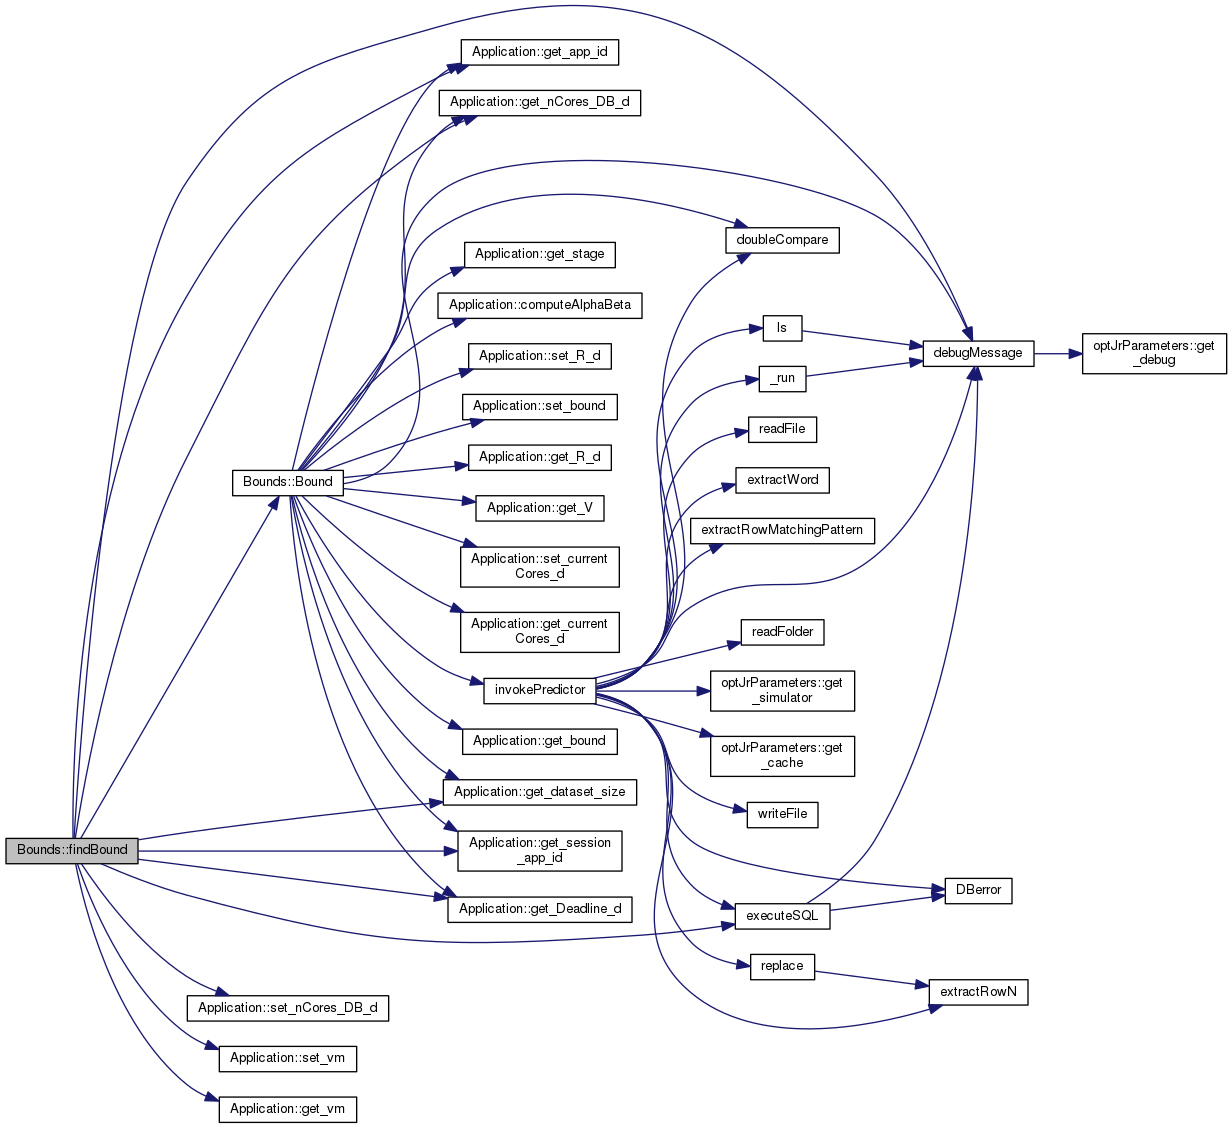 Application::get_app_id
Application::get_nCores_DB_d
doubleCompare
Application::get_stage
Application::computeAlphaBeta
ls
debugMessage
optJrParameters::get
_debug
Application::set_R_d
_run
Application::set_bound
readFile
Application::get_R_d
Bounds::Bound
extractWord
Application::get_V
extractRowMatchingPattern
Application::set_current
Cores_d
Application::get_current
Cores_d
readFolder
invokePredictor
optJrParameters::get
_simulator
Application::get_bound
optJrParameters::get
_cache
Application::get_dataset_size
writeFile
Bounds::findBound
Application::get_session
_app_id
DBerror
Application::get_Deadline_d
executeSQL
replace
extractRowN
Application::set_nCores_DB_d
Application::set_vm
Application::get_vm